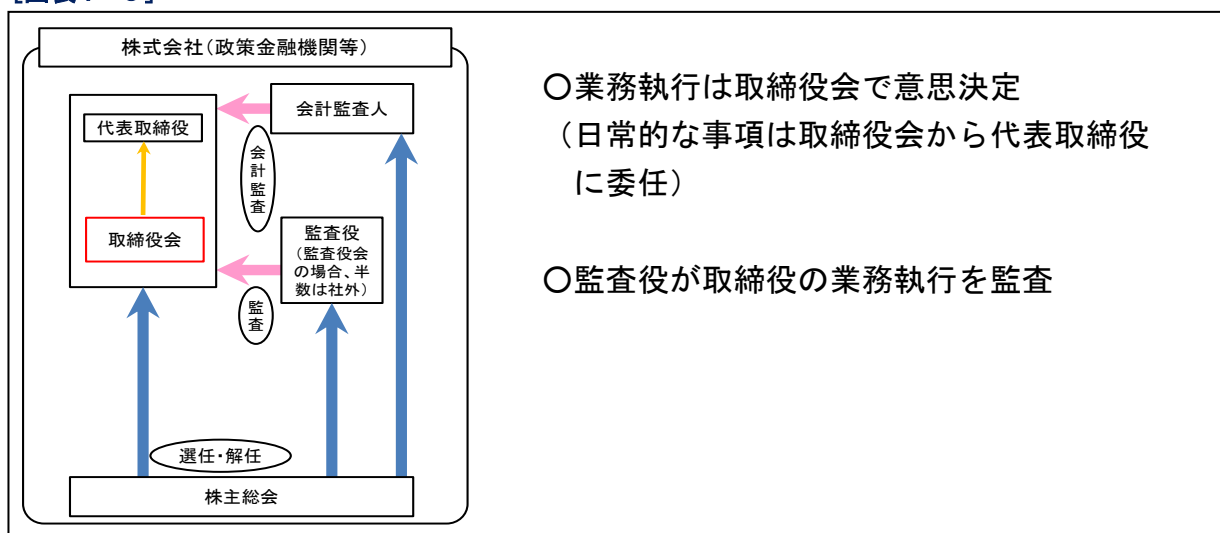 株式会社(政策金融機関等)
会計監査人
代表取締役
会計監査
取締役会
監査役
(監査役会
の場合、半
数は社外)
監査
選任・解任
株主総会
○業務執行は取締役会で意思決定
(日常的な事項は取締役会から代表取締役
に委任)
○監査役が取締役の業務執行を監査